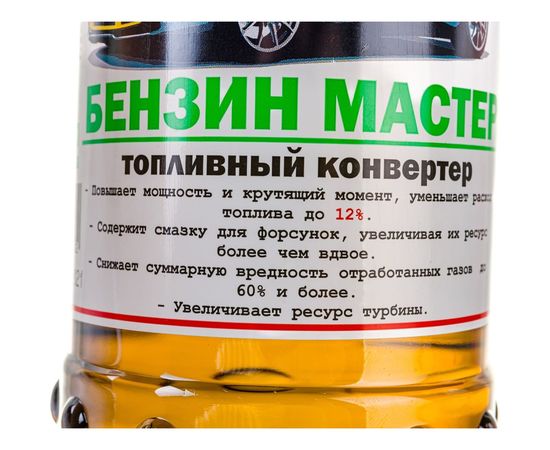 БЕНЗИН МАСТЕР
ТОПЛИВНЫЙ КОНВЕРТЕР
- Повышает мощность и крутящий момент, уменьшает расход
топлива до 12%.
- Содержит смазку для форсунок, увеличивая их ресурс
более чем вдвое.
- Снижает суммарную вредность отработанных газов до
60% и более.
- Увеличивает ресурс турбины.